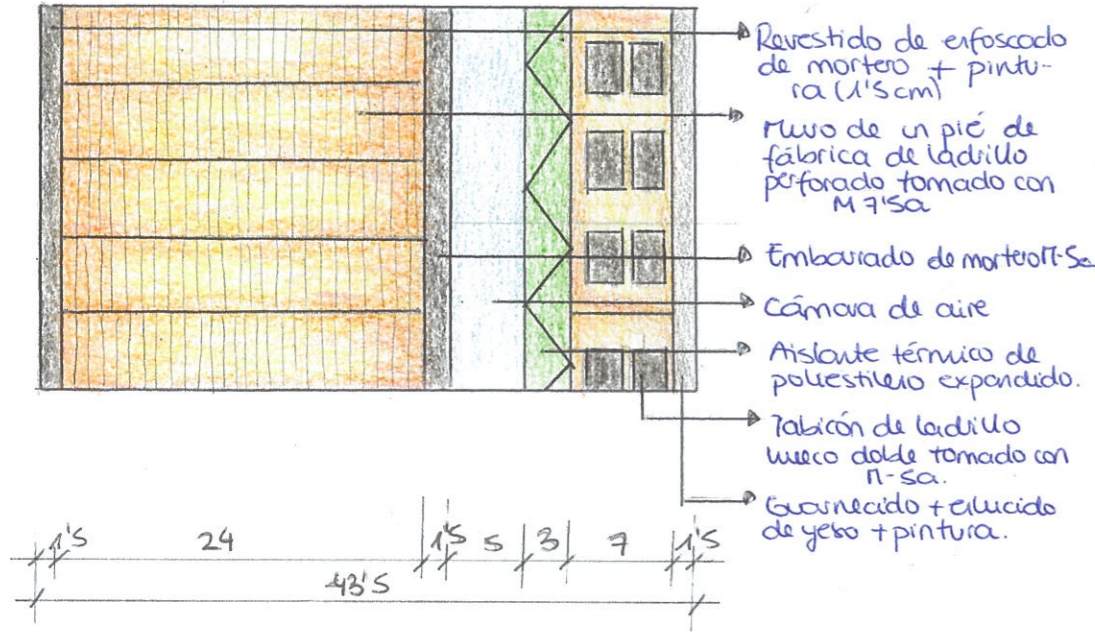 Revestido de enfoscado
de mortero + pintu-
ra (1'5 cm)
Muro de un pié de
fábrica de ladrillo
perforado tomado con
M 7'5a
Embarrado de mortero M-5a
Cámara de aire
Aislante térmico de
poliestileno expandido.
Tabicón de ladrillo
hueco doble tomado con
M-5a.
Guarnecido + enlucido
de yeso + pintura.
1'5 24 1'5 5 3 7 1'5
43'5